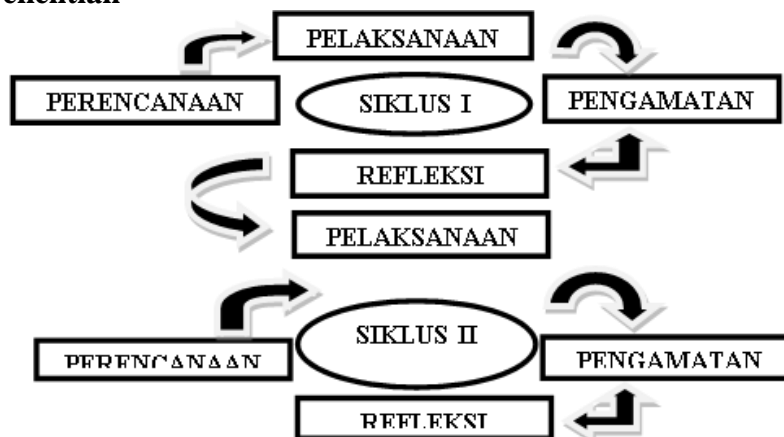 PELAKSANAAN
PERENCANAAN
SIKLUS I
PENGAMATAN
REFLEKSI
PELAKSANAAN
SIKLUS II
PERENCANAAN
PENGAMATAN
REFLEKSI